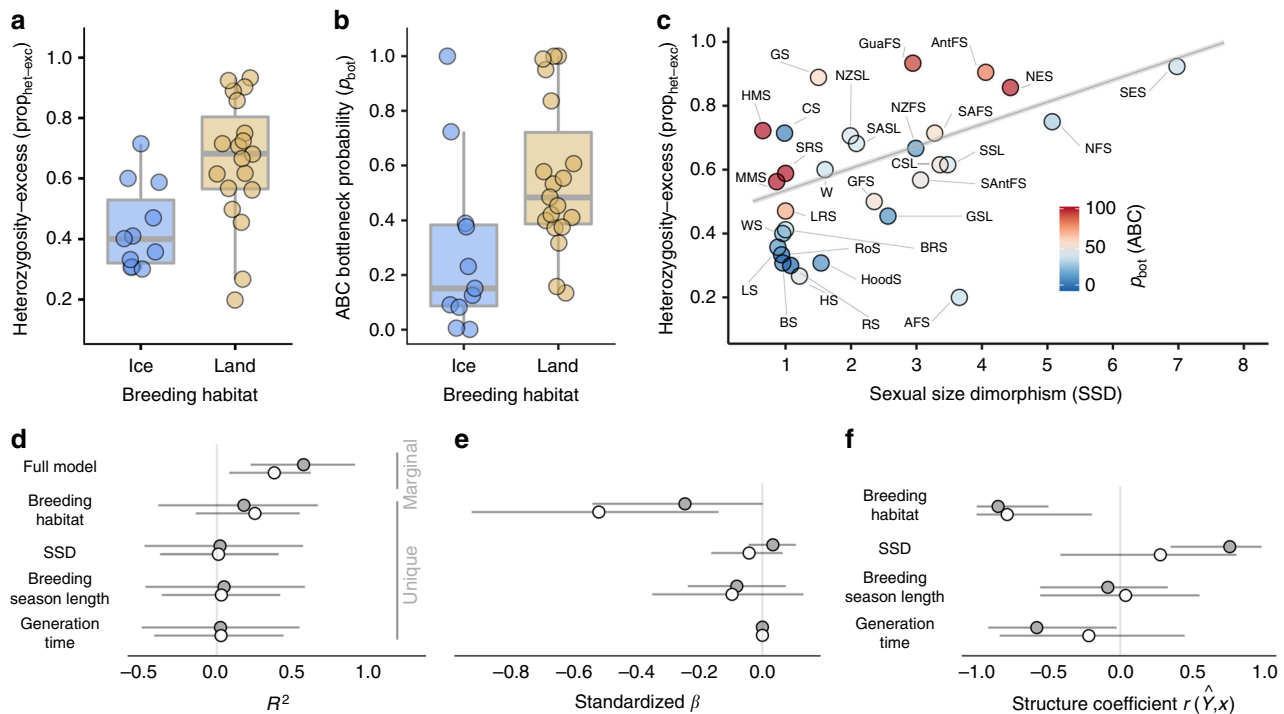 a
Heterozygosity–excess (prop_het–exc)
1.0
0.8
0.6
0.4
0.2
Ice
Land
Breeding habitat
b
ABC bottleneck probability (p_bot)
1.0
0.8
0.6
0.4
0.2
0.0
Ice
Land
Breeding habitat
c
Heterozygosity–excess (prop_het–exc)
1.0
0.8
0.6
0.4
0.2
GS
GuaFS
AntFS
NZSL
NES
SES
HMS
CS
NZFS
SAFS
SASL
NFS
SRS
CSL
SSL
MMS
W
GFS
SAntFS
WS
LRS
GSL
RoS
BRS
HoodS
LS
HS
BS
RS
AFS
100
50
0
p_bot (ABC)
1
2
3
4
5
6
7
8
Sexual size dimorphism (SSD)
d
Full model
Breeding
habitat
SSD
Breeding
season length
Generation
time
Marginal
Unique
−0.5
0.0
0.5
1.0
R²
e
−0.8
−0.6
−0.4
−0.2
0.0
Standardized β
f
Breeding
habitat
SSD
Breeding
season length
Generation
time
−1.0
−0.5
0.0
0.5
1.0
Structure coefficient r (Ŷ,x)